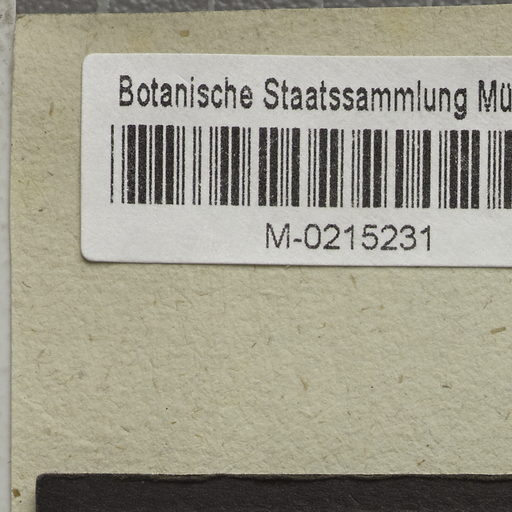 Botanische Staatssammlung Mü
M-0215231